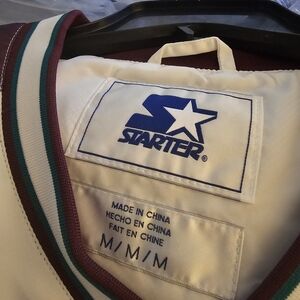 STARTER®
MADE IN CHINA
HECHO EN CHINA
FAIT EN CHINE
M/M/M